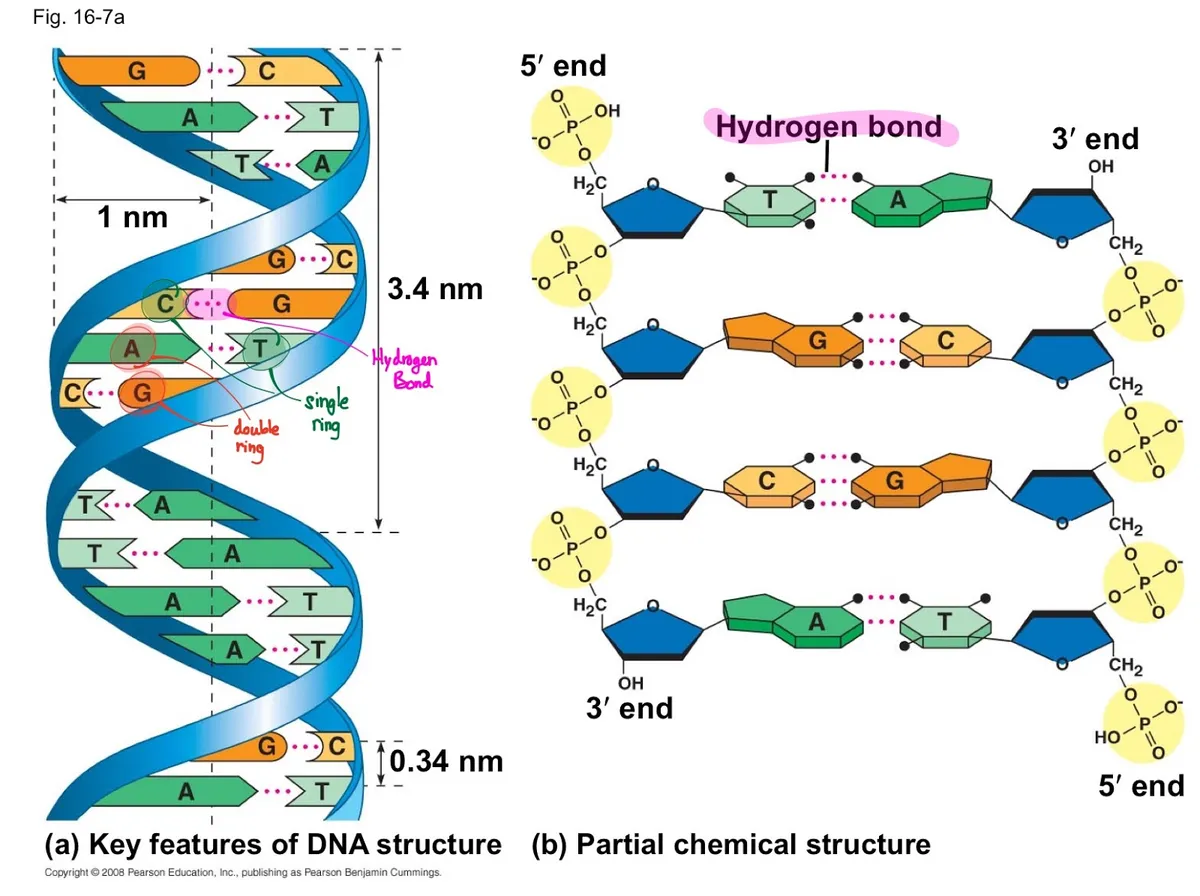 Fig. 16-7a
G C
A T
T A
1 nm
G C
3.4 nm
C G
A T
Hydrogen
Bond
C G
single
ring
double
ring
T A
T A
A T
A T
G C
0.34 nm
A T
(a) Key features of DNA structure
5′ end
O
P OH
⁻O
O
H₂C
O
Hydrogen bond
3′ end
OH
T A
O
O
CH₂
O
P O
⁻O
O
H₂C
O
O
P O⁻
O
O
G C
O
CH₂
O
P O
⁻O
O
H₂C
O
O
P O⁻
O
O
C G
O
CH₂
O
P O
⁻O
O
H₂C
O
O
P O⁻
O
O
A T
O
CH₂
OH
3′ end
O
P O⁻
HO
O
5′ end
(b) Partial chemical structure
Copyright © 2008 Pearson Education, Inc., publishing as Pearson Benjamin Cummings.